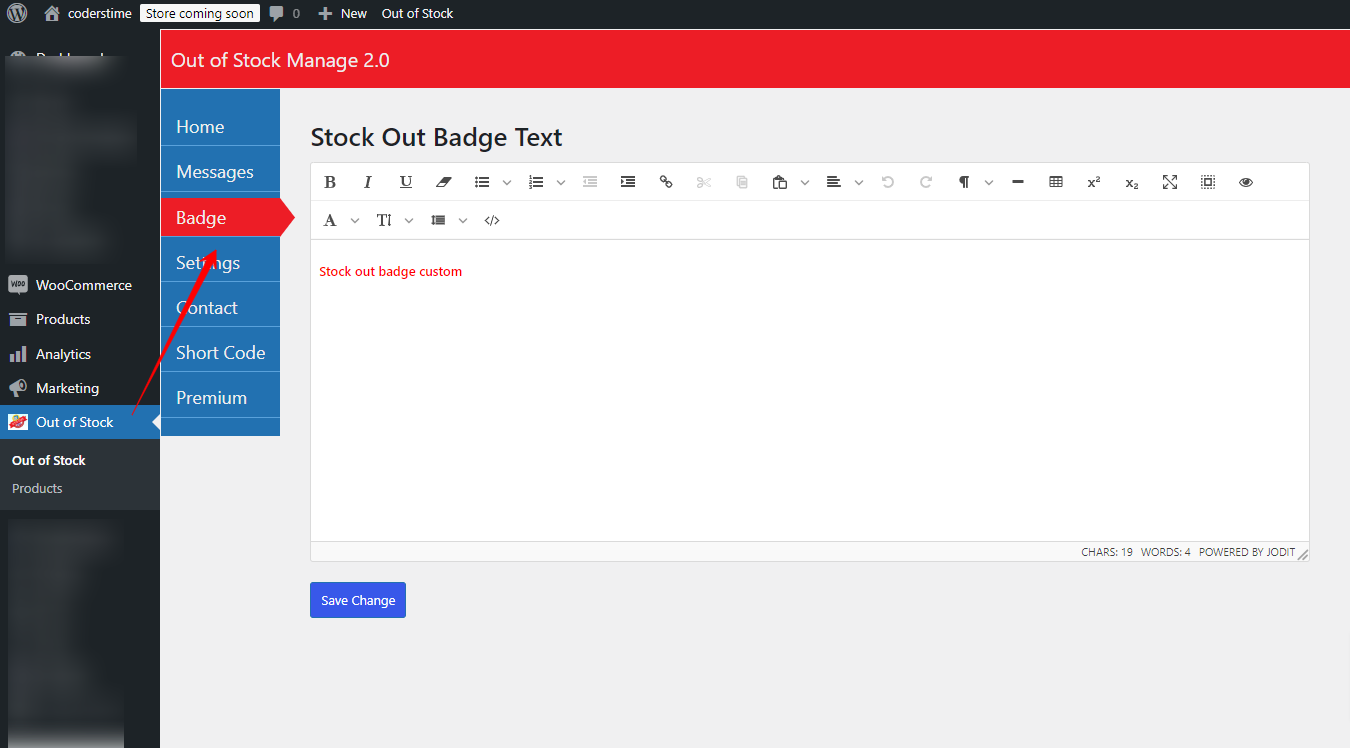 coderstime Store coming soon 0 New Out of Stock
Out of Stock Manage 2.0
WooCommerce
Products
Analytics
Marketing
Out of Stock
Out of Stock
Products
Home
Messages
Badge
Settings
Contact
Short Code
Premium
Stock Out Badge Text
Stock out badge custom
CHARS: 19 WORDS: 4 POWERED BY JODIT
Save Change